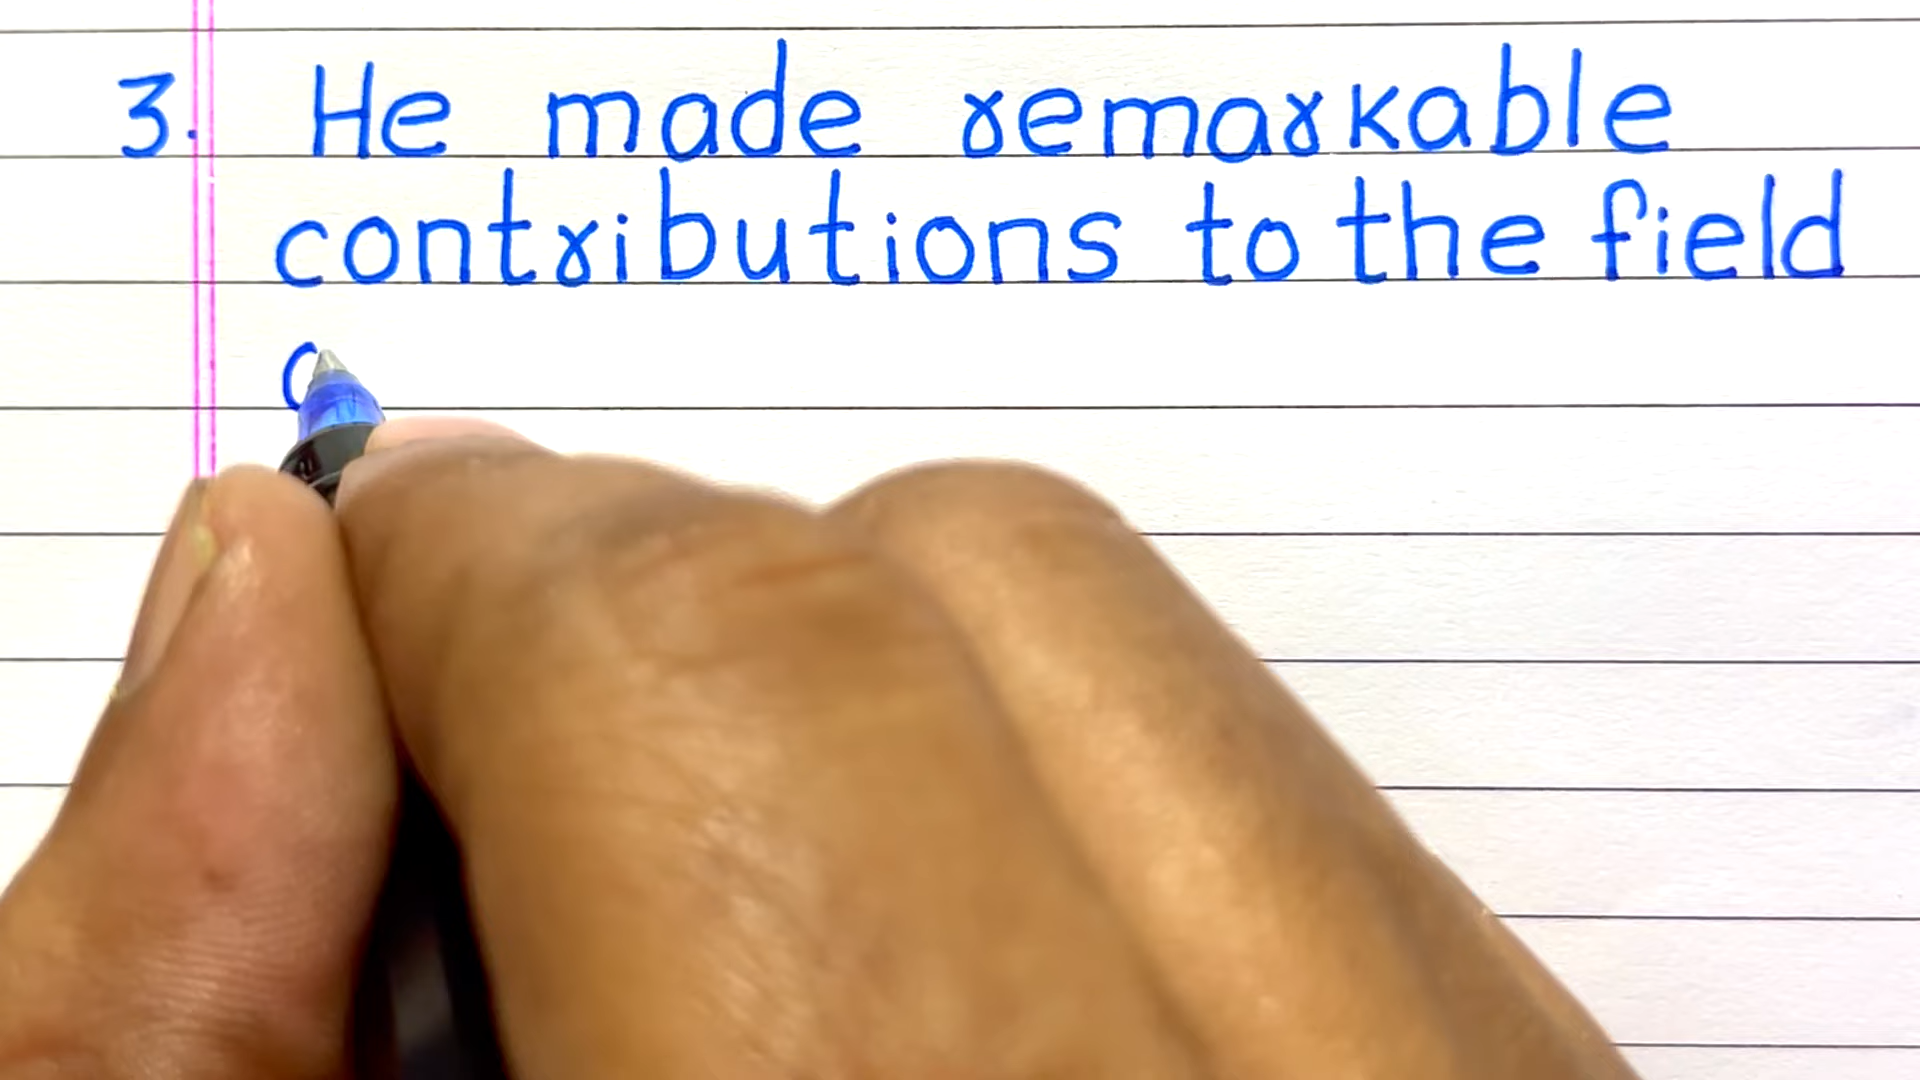 3. He made remarkable
contributions to the field